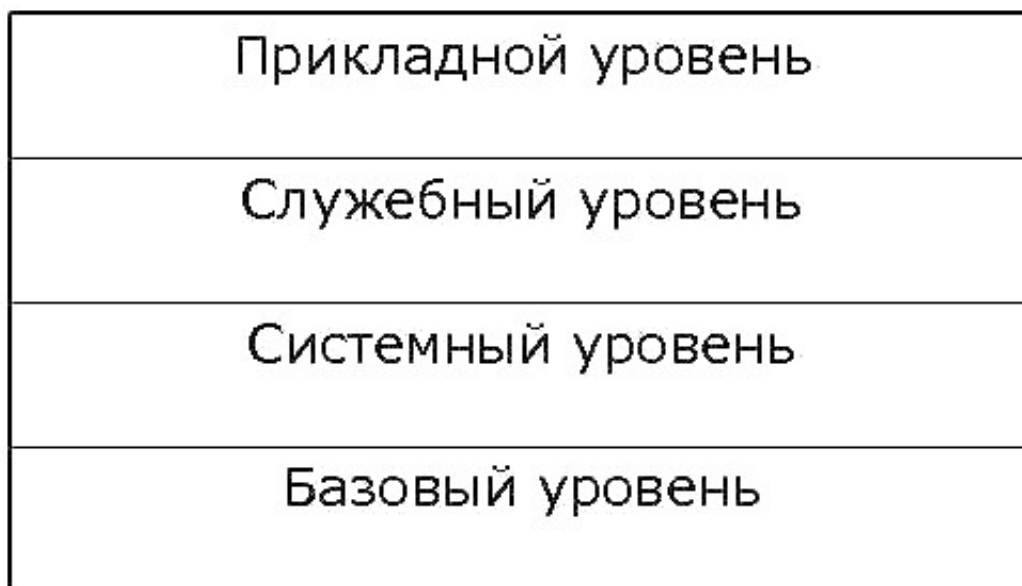 Прикладной уровень
Служебный уровень
Системный уровень
Базовый уровень